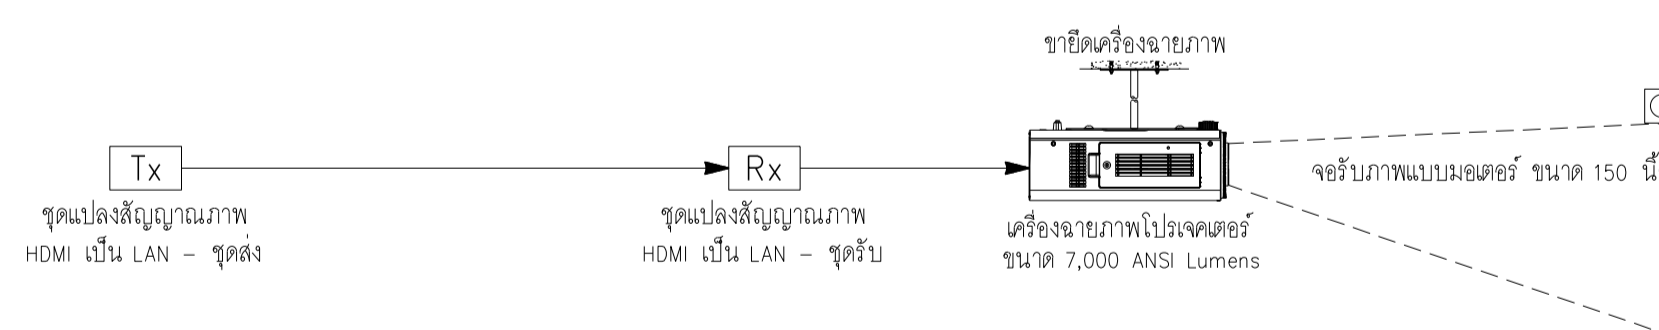 ขายึดเครื่องฉายภาพ
Tx
Rx
จอรับภาพแบบมอเตอร์ ขนาด 150
ชุดแปลงสัญญาณภาพ
HDMI เป็น LAN – ชุดส่ง
ชุดแปลงสัญญาณภาพ
HDMI เป็น LAN – ชุดรับ
เครื่องฉายภาพโปรเจคเตอร์
ขนาด 7,000 ANSI Lumens